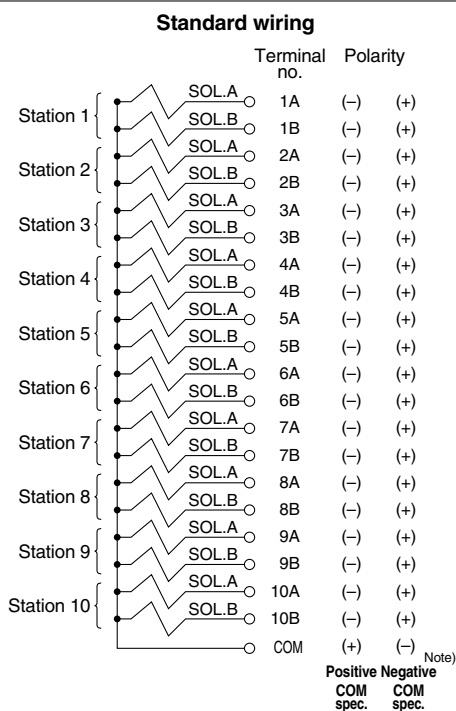 Standard wiring
Terminal no. Polarity
Station 1 SOL.A 1A (–) (+)
SOL.B 1B (–) (+)
Station 2 SOL.A 2A (–) (+)
SOL.B 2B (–) (+)
Station 3 SOL.A 3A (–) (+)
SOL.B 3B (–) (+)
Station 4 SOL.A 4A (–) (+)
SOL.B 4B (–) (+)
Station 5 SOL.A 5A (–) (+)
SOL.B 5B (–) (+)
Station 6 SOL.A 6A (–) (+)
SOL.B 6B (–) (+)
Station 7 SOL.A 7A (–) (+)
SOL.B 7B (–) (+)
Station 8 SOL.A 8A (–) (+)
SOL.B 8B (–) (+)
Station 9 SOL.A 9A (–) (+)
SOL.B 9B (–) (+)
Station 10 SOL.A 10A (–) (+)
SOL.B 10B (–) (+)
COM (+) (–) Note)
Positive Negative
COM COM
spec. spec.